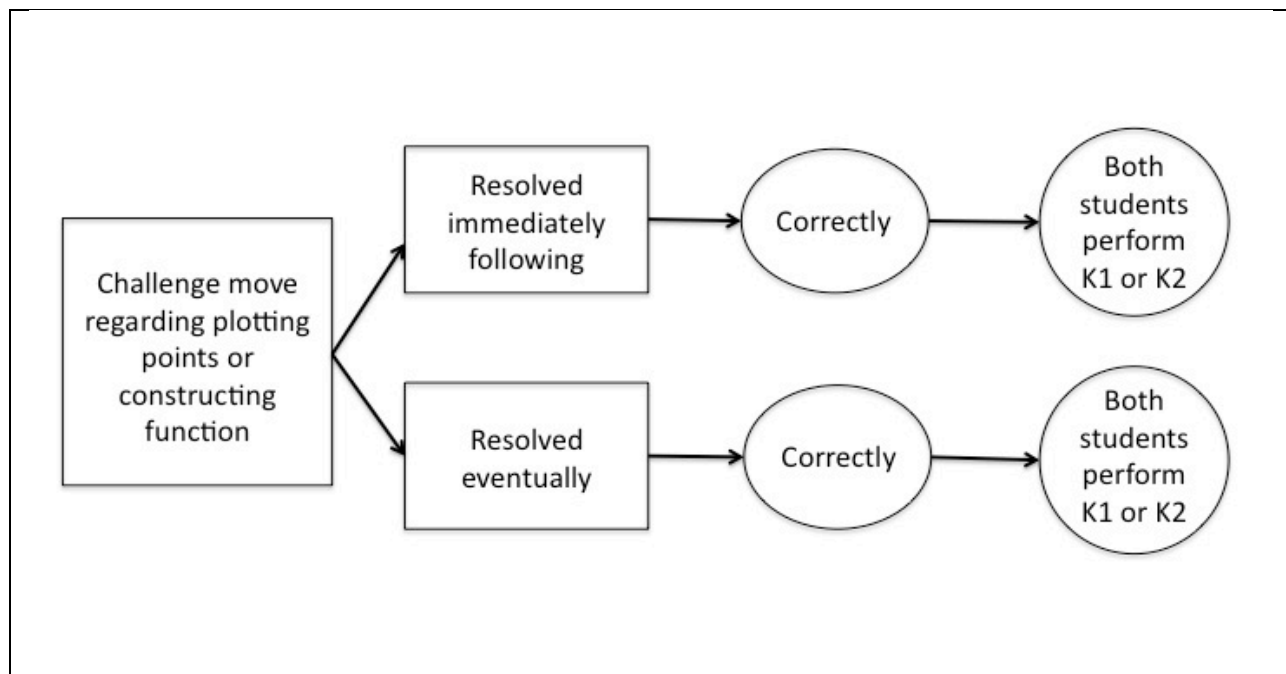 Challenge move
regarding plotting
points or
constructing
function
Resolved
immediately
following
Correctly
Both
students
perform
K1 or K2
Resolved
eventually
Correctly
Both
students
perform
K1 or K2